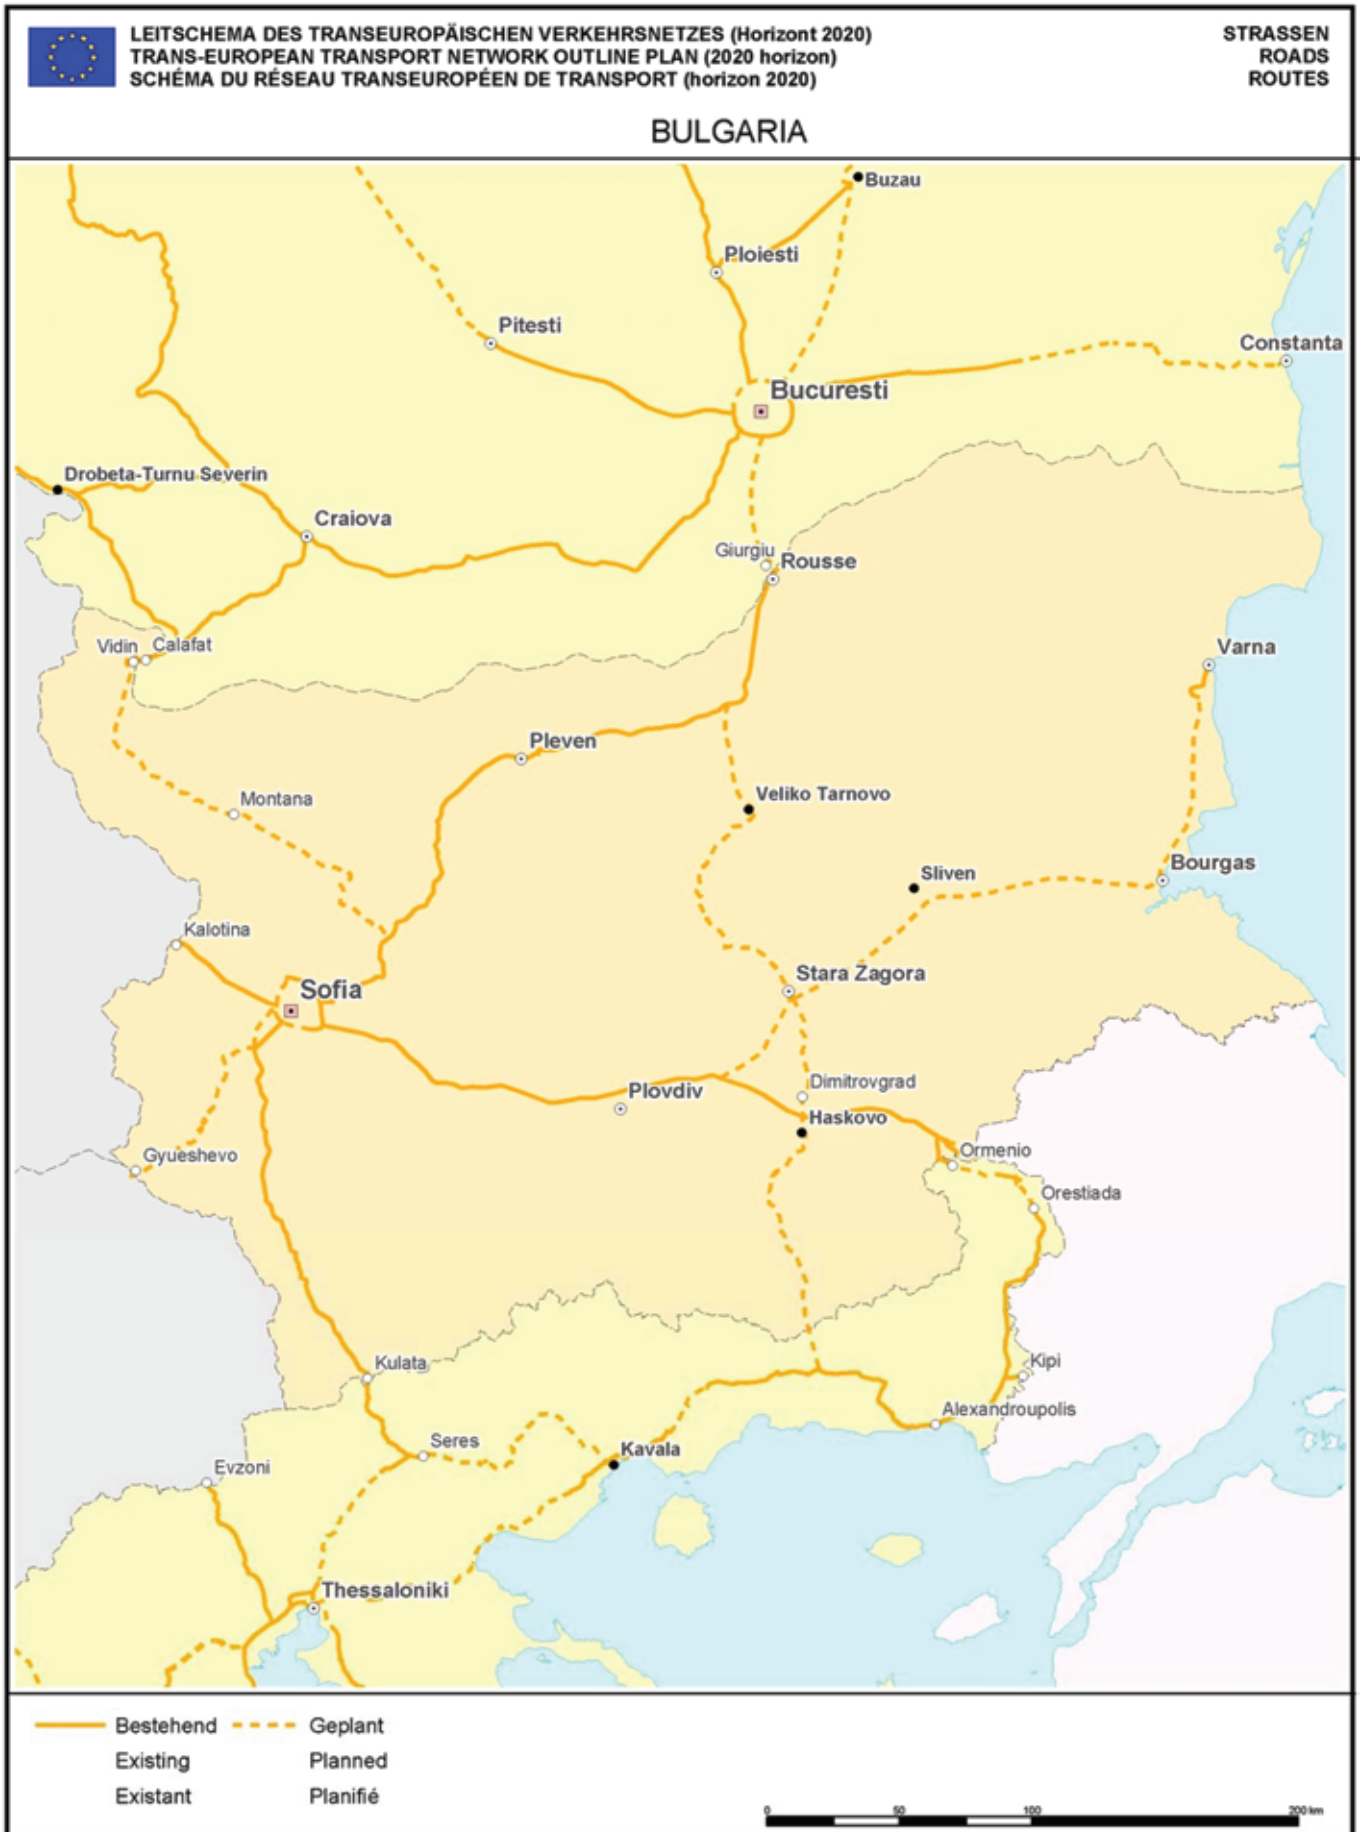 LEITSCHEMA DES TRANSEUROPÄISCHEN VERKEHRSNETZES (Horizont 2020)
TRANS-EUROPEAN TRANSPORT NETWORK OUTLINE PLAN (2020 horizon)
SCHÉMA DU RÉSEAU TRANSEUROPÉEN DE TRANSPORT (horizon 2020)
STRASSEN
ROADS
ROUTES
BULGARIA
Buzau
Ploiesti
Pitesti
Constanta
Bucuresti
Drobeta-Turnu Severin
Craiova
Giurgiu
Rousse
Vidin
Calafat
Varna
Pleven
Montana
Veliko Tarnovo
Bourgas
Sliven
Kalotina
Stara Zagora
Sofia
Dimitrovgrad
Plovdiv
Haskovo
Gyueshevo
Ormenio
Orestiada
Kulata
Kipi
Alexandroupolis
Seres
Kavala
Evzoni
Thessaloniki
Bestehend
Geplant
Existing
Planned
Existant
Planifié
0 50 100 200 km